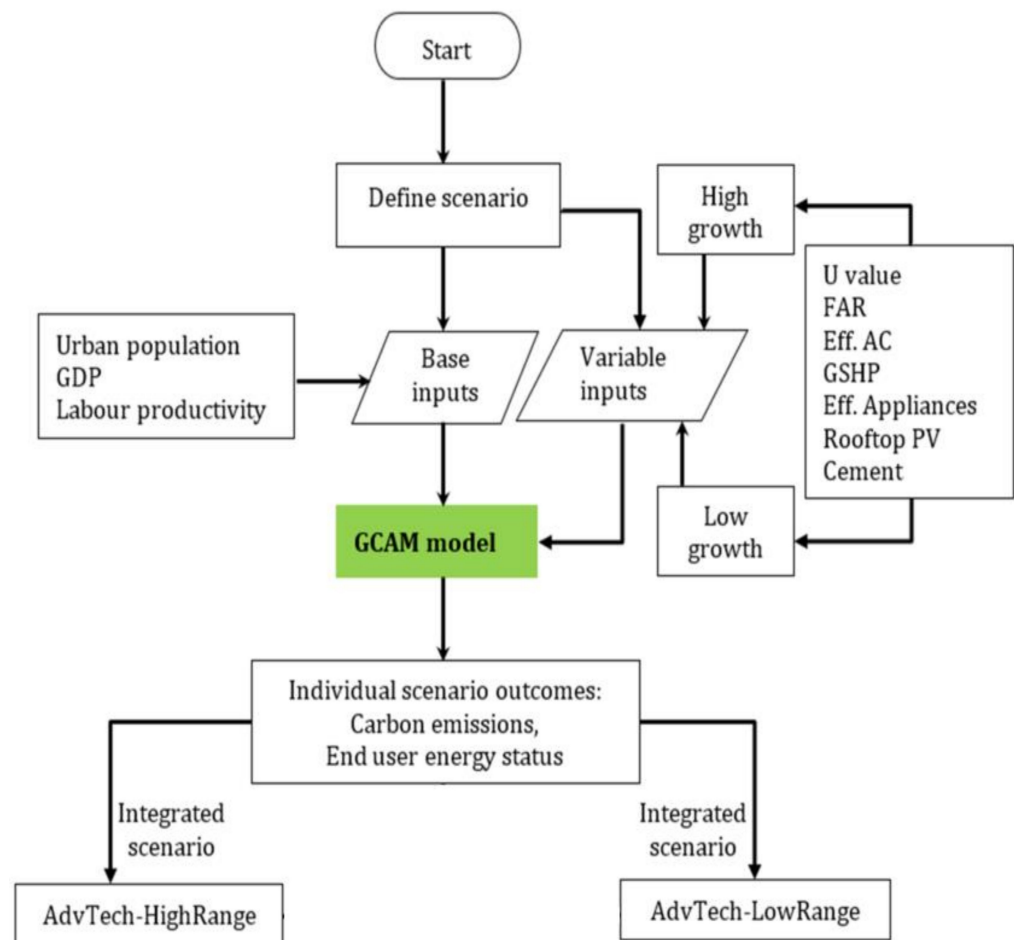 Start
Define scenario
High
growth
U value
FAR
Eff. AC
GSHP
Eff. Appliances
Rooftop PV
Cement
Urban population
GDP
Labour productivity
Base
inputs
Variable
inputs
Low
growth
GCAM model
Individual scenario outcomes:
Carbon emissions,
End user energy status
Integrated
scenario
Integrated
scenario
AdvTech-HighRange
AdvTech-LowRange